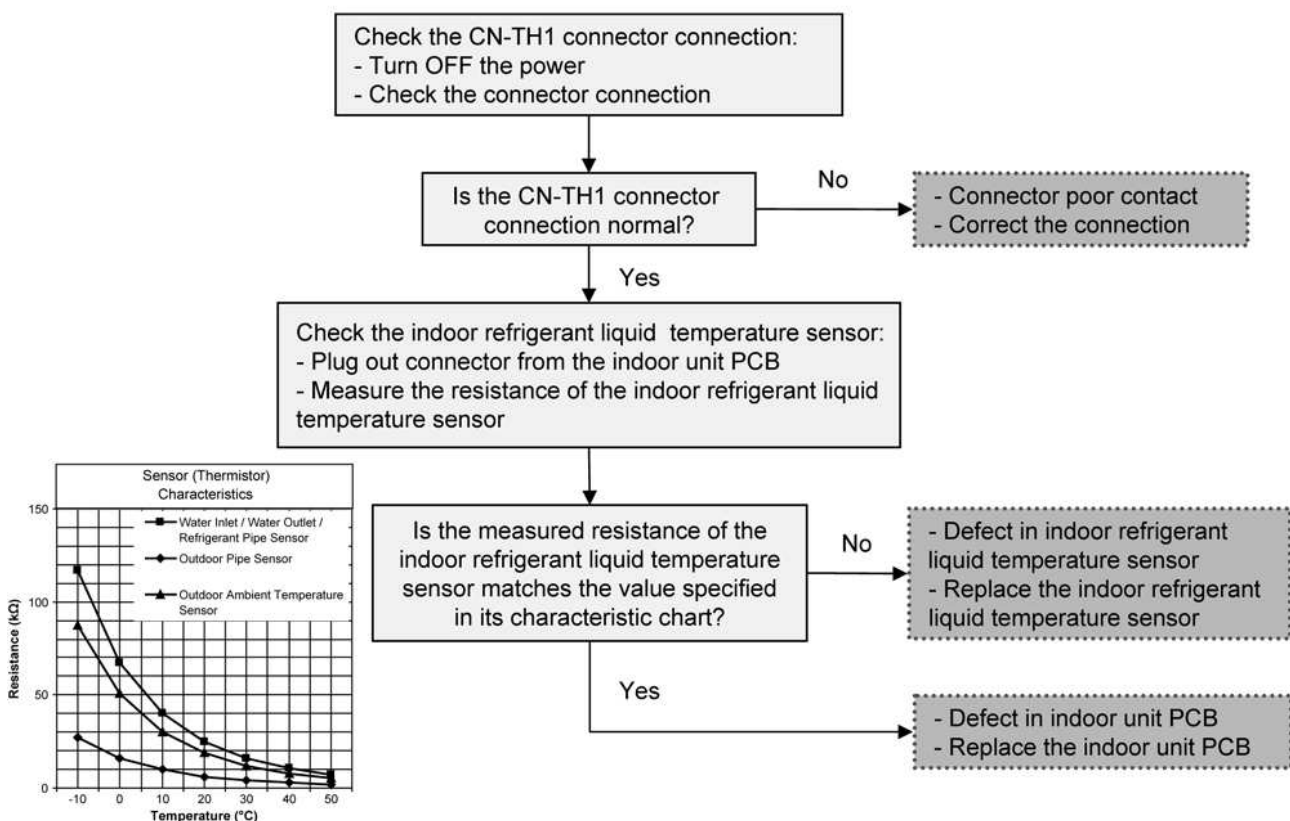 Check the CN-TH1 connector connection:
- Turn OFF the power
- Check the connector connection
Is the CN-TH1 connector
connection normal?
No
- Connector poor contact
- Correct the connection
Yes
Check the indoor refrigerant liquid temperature sensor:
- Plug out connector from the indoor unit PCB
- Measure the resistance of the indoor refrigerant liquid
temperature sensor
Is the measured resistance of the
indoor refrigerant liquid temperature
sensor matches the value specified
in its characteristic chart?
No
- Defect in indoor refrigerant
liquid temperature sensor
- Replace the indoor refrigerant
liquid temperature sensor
Yes
- Defect in indoor unit PCB
- Replace the indoor unit PCB
Sensor (Thermistor)
Characteristics
Water Inlet / Water Outlet /
Refrigerant Pipe Sensor
Outdoor Pipe Sensor
Outdoor Ambient Temperature
Sensor
Resistance (kΩ)
150
100
50
0
-10 0 10 20 30 40 50
Temperature (°C)